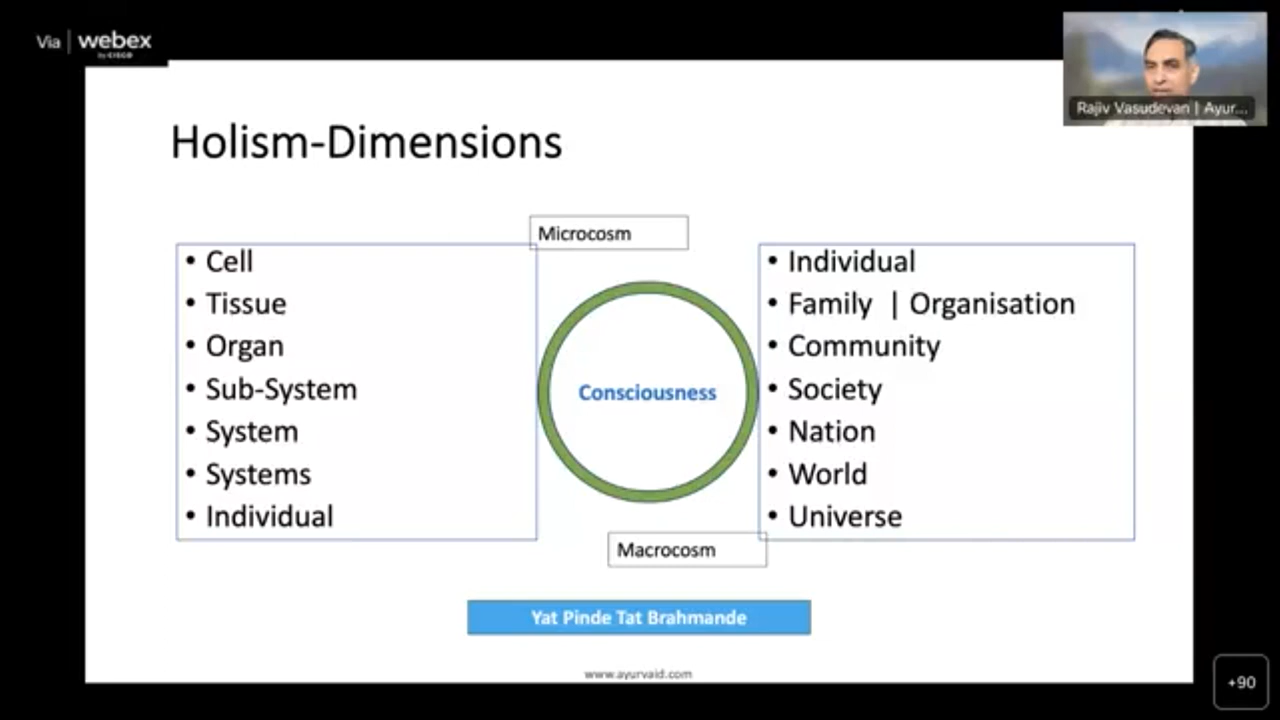 Via | webex
by CISCO
Rajiv Vasudevan | Ayur...
Holism-Dimensions
Microcosm
• Cell
• Tissue
• Organ
• Sub-System
• System
• Systems
• Individual
Consciousness
• Individual
• Family | Organisation
• Community
• Society
• Nation
• World
• Universe
Macrocosm
Yat Pinde Tat Brahmande
www.ayurvaid.com
+90